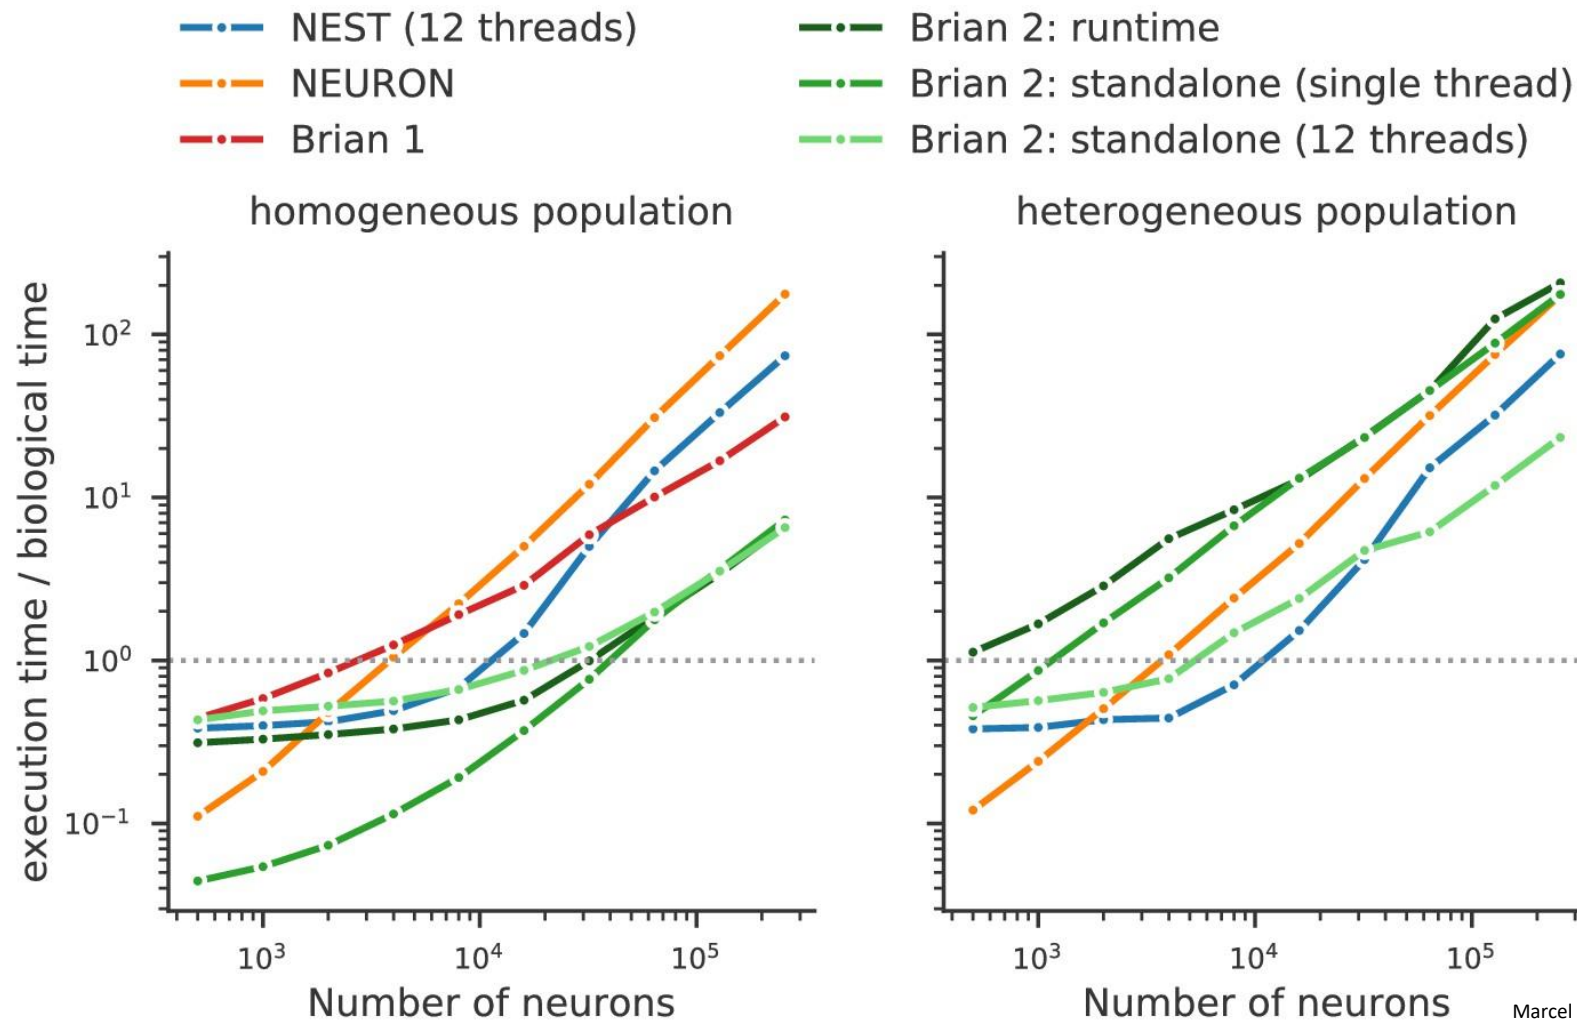 NEST (12 threads)
NEURON
Brian 1
Brian 2: runtime
Brian 2: standalone (single thread)
Brian 2: standalone (12 threads)
homogeneous population
heterogeneous population
execution time / biological time
10²
10¹
10⁰
10⁻¹
10³ 10⁴ 10⁵
10³ 10⁴ 10⁵
Number of neurons
Number of neurons
Marcel